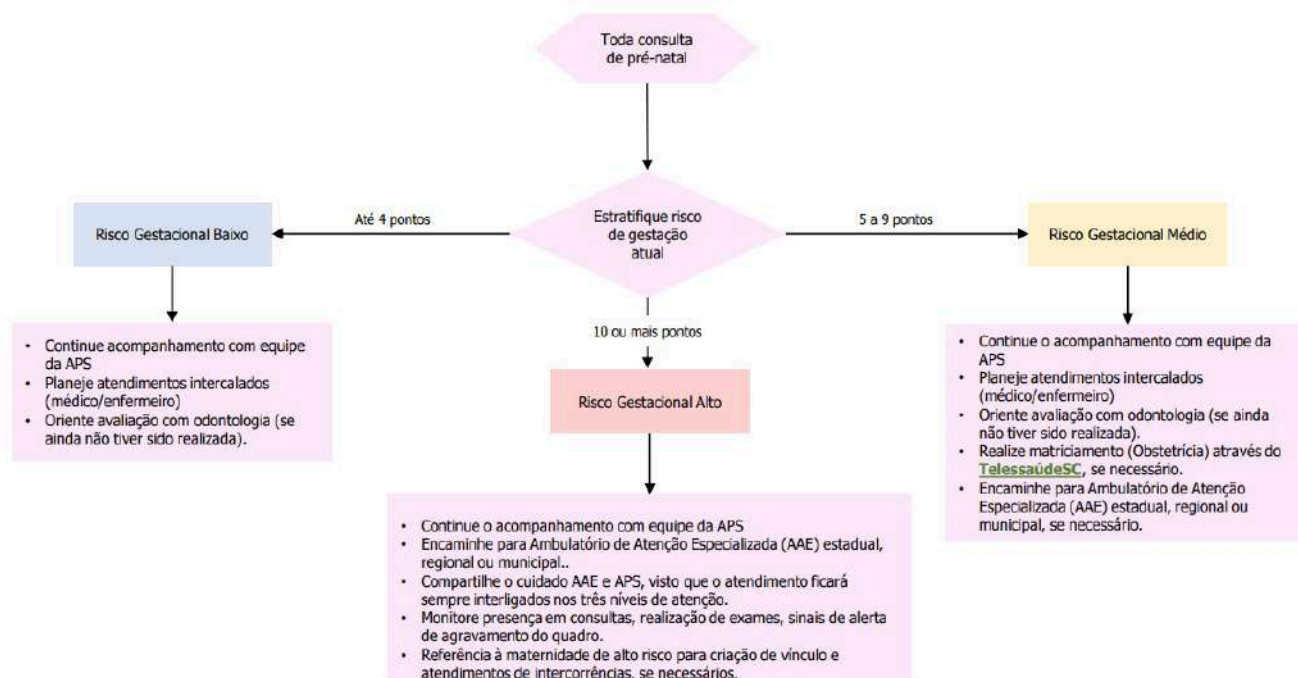 Toda consulta
de pré-natal
Até 4 pontos
Estratifique risco
de gestação
atual
5 a 9 pontos
Risco Gestacional Baixo
Risco Gestacional Médio
10 ou mais pontos
• Continue acompanhamento com equipe
da APS
• Planeje atendimentos intercalados
(médico/enfermeiro)
• Oriente avaliação com odontologia (se
ainda não tiver sido realizada).
Risco Gestacional Alto
• Continue o acompanhamento com equipe da
APS
• Planeje atendimentos intercalados
(médico/enfermeiro)
• Oriente avaliação com odontologia (se ainda
não tiver sido realizada).
• Realize matriciamento (Obstetrícia) através do
TelessaúdeSC, se necessário.
• Encaminhe para Ambulatório de Atenção
Especializada (AAE) estadual, regional ou
municipal, se necessário.
• Continue o acompanhamento com equipe da APS
• Encaminhe para Ambulatório de Atenção Especializada (AAE) estadual,
regional ou municipal..
• Compartilhe o cuidado AAE e APS, visto que o atendimento ficará
sempre interligados nos três níveis de atenção.
• Monitore presença em consultas, realização de exames, sinais de alerta
de agravamento do quadro.
• Referência à maternidade de alto risco para criação de vínculo e
atendimentos de intercorrências, se necessários.